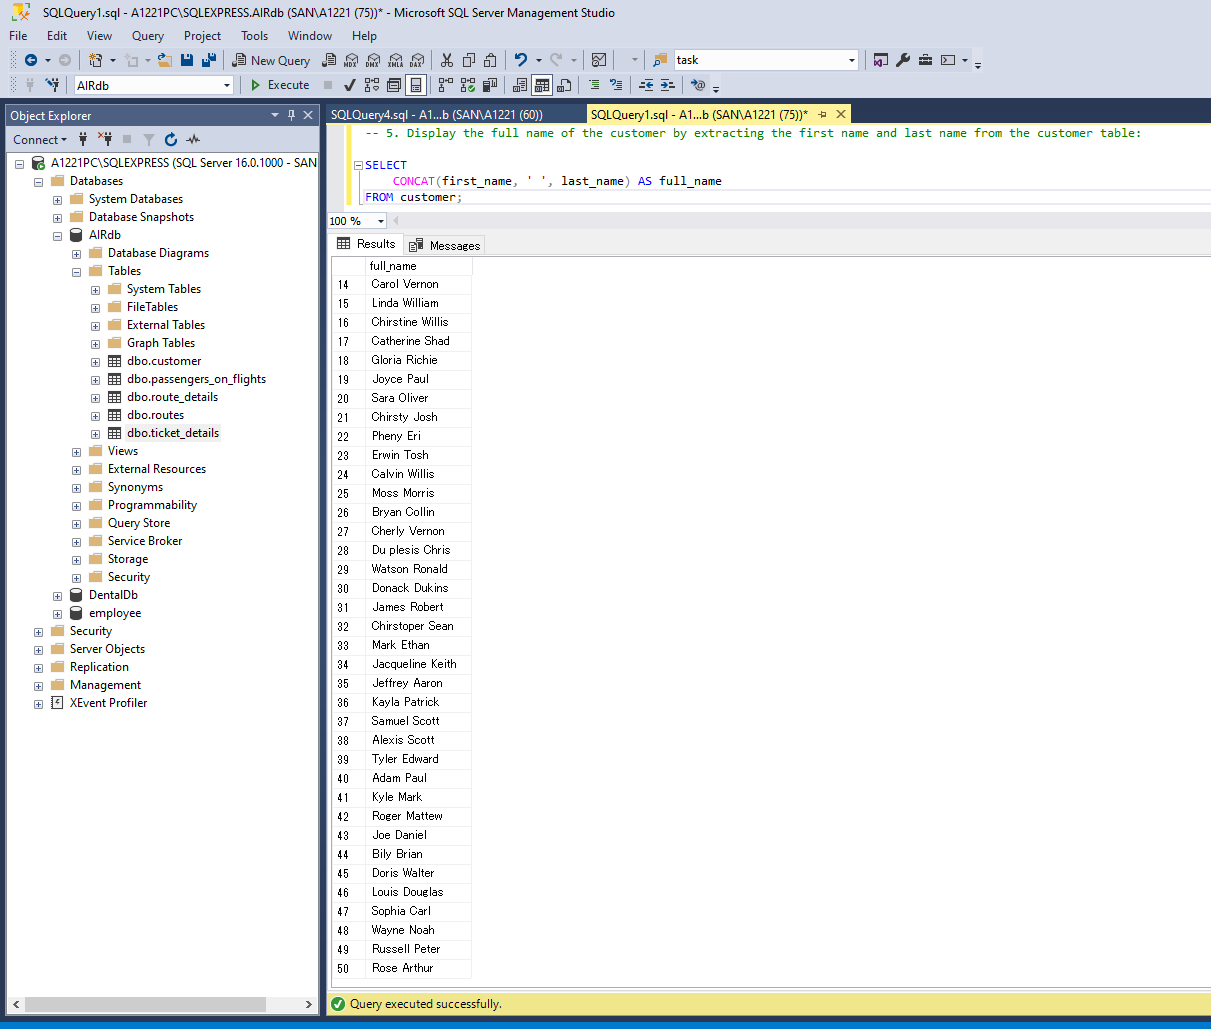 SQLQuery1.sql - A1221PC\SQLEXPRESS.AIRdb (SAN\A1221 (75))* - Microsoft SQL Server Management Studio
File Edit View Query Project Tools Window Help
New Query MDX DMX XMLA DAX task
AIRdb Execute
Object Explorer
Connect
A1221PC\SQLEXPRESS (SQL Server 16.0.1000 - SAN
Databases
System Databases
Database Snapshots
AIRdb
Database Diagrams
Tables
System Tables
FileTables
External Tables
Graph Tables
dbo.customer
dbo.passengers_on_flights
dbo.route_details
dbo.routes
dbo.ticket_details
Views
External Resources
Synonyms
Programmability
Query Store
Service Broker
Storage
Security
DentalDb
employee
Security
Server Objects
Replication
Management
XEvent Profiler
SQLQuery4.sql - A1...b (SAN\A1221 (60)) SQLQuery1.sql - A1...b (SAN\A1221 (75))*
-- 5. Display the full name of the customer by extracting the first name and last name from the customer table:
SELECT
CONCAT(first_name, ' ', last_name) AS full_name
FROM customer;
100 %
Results Messages
full_name
14 Carol Vernon
15 Linda William
16 Chirstine Willis
17 Catherine Shad
18 Gloria Richie
19 Joyce Paul
20 Sara Oliver
21 Chirsty Josh
22 Pheny Eri
23 Erwin Tosh
24 Calvin Willis
25 Moss Morris
26 Bryan Collin
27 Cherly Vernon
28 Du plesis Chris
29 Watson Ronald
30 Donack Dukins
31 James Robert
32 Chirstoper Sean
33 Mark Ethan
34 Jacqueline Keith
35 Jeffrey Aaron
36 Kayla Patrick
37 Samuel Scott
38 Alexis Scott
39 Tyler Edward
40 Adam Paul
41 Kyle Mark
42 Roger Mattew
43 Joe Daniel
44 Bily Brian
45 Doris Walter
46 Louis Douglas
47 Sophia Carl
48 Wayne Noah
49 Russell Peter
50 Rose Arthur
Query executed successfully.